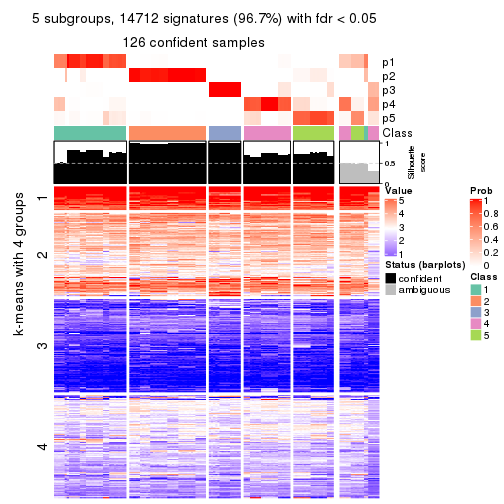 5 subgroups, 14712 signatures (96.7%) with fdr < 0.05
126 confident samples
p1
p2
p3
p4
p5
Class
1
0.5
0
Silhouette
score
k-means with 4 groups
1
2
3
4
Value
5
4
3
2
1
Status (barplots)
confident
ambiguous
Prob
1
0.8
0.6
0.4
0.2
0
Class
1
2
3
4
5